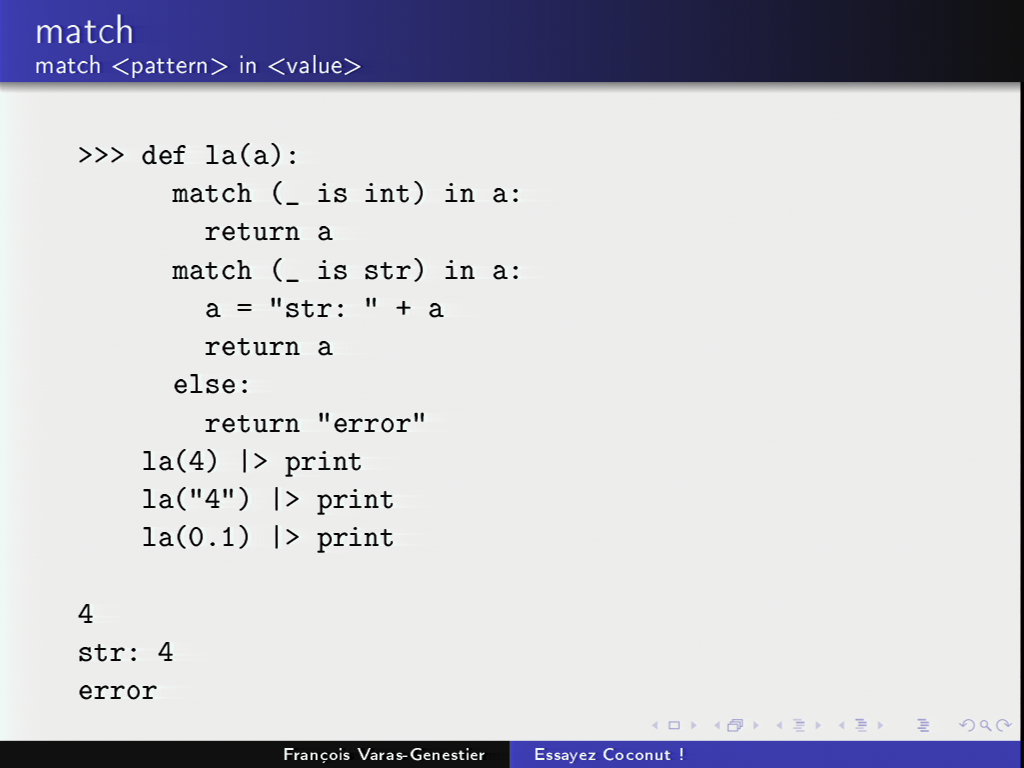 match
match <pattern> in <value>
>>> def la(a):
      match (_ is int) in a:
        return a
      match (_ is str) in a:
        a = "str: " + a
        return a
      else:
        return "error"
    la(4) |> print
    la("4") |> print
    la(0.1) |> print
4
str: 4
error
François Varas-Genestier
Essayez Coconut !